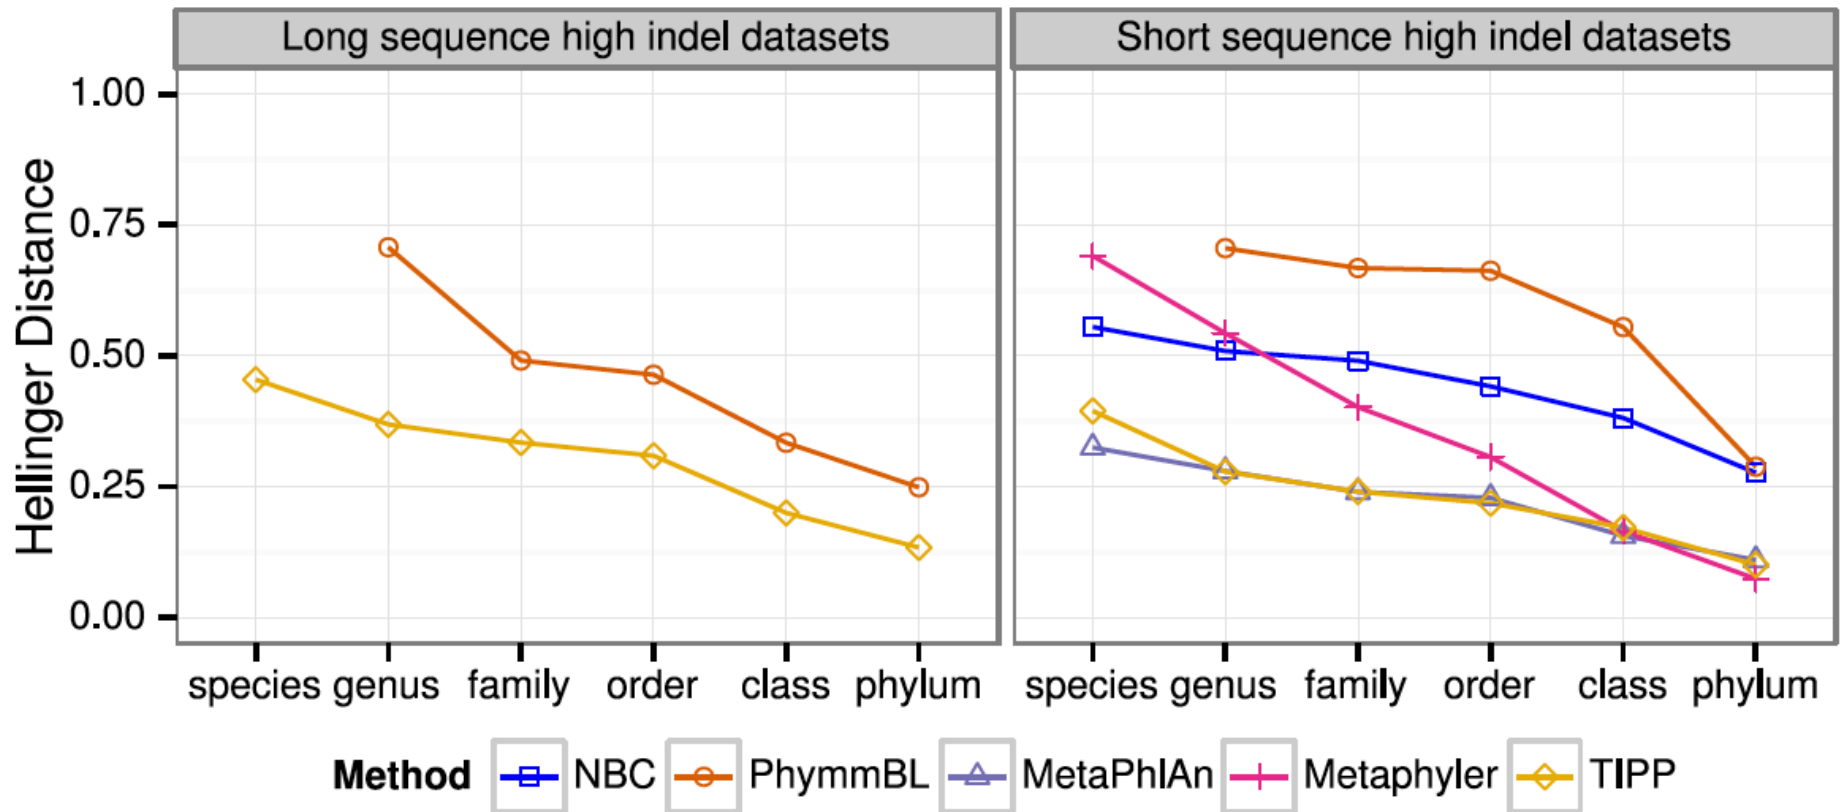 Long sequence high indel datasets
Short sequence high indel datasets
Hellinger Distance
1.00
0.75
0.50
0.25
0.00
species genus family order class phylum
species genus family order class phylum
Method NBC PhymmBL MetaPhlAn Metaphyler TIPP